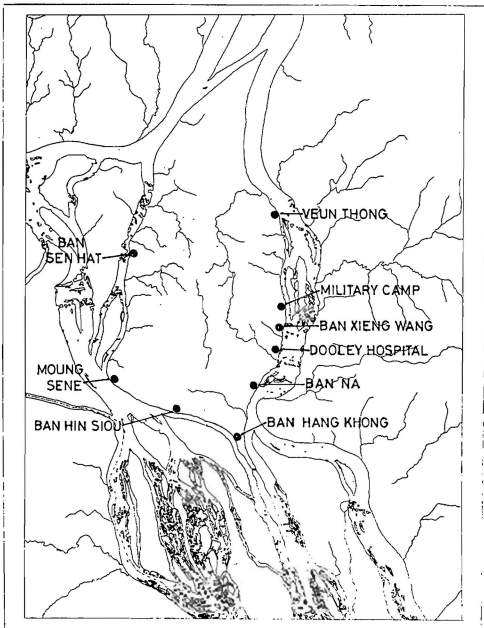 VEUN THONG
BAN
SEN HAT
MILITARY CAMP
BAN XIENG WANG
DOOLEY HOSPITAL
MOUNG
SENE
BAN NA
BAN HIN SIOU
BAN HANG KHONG